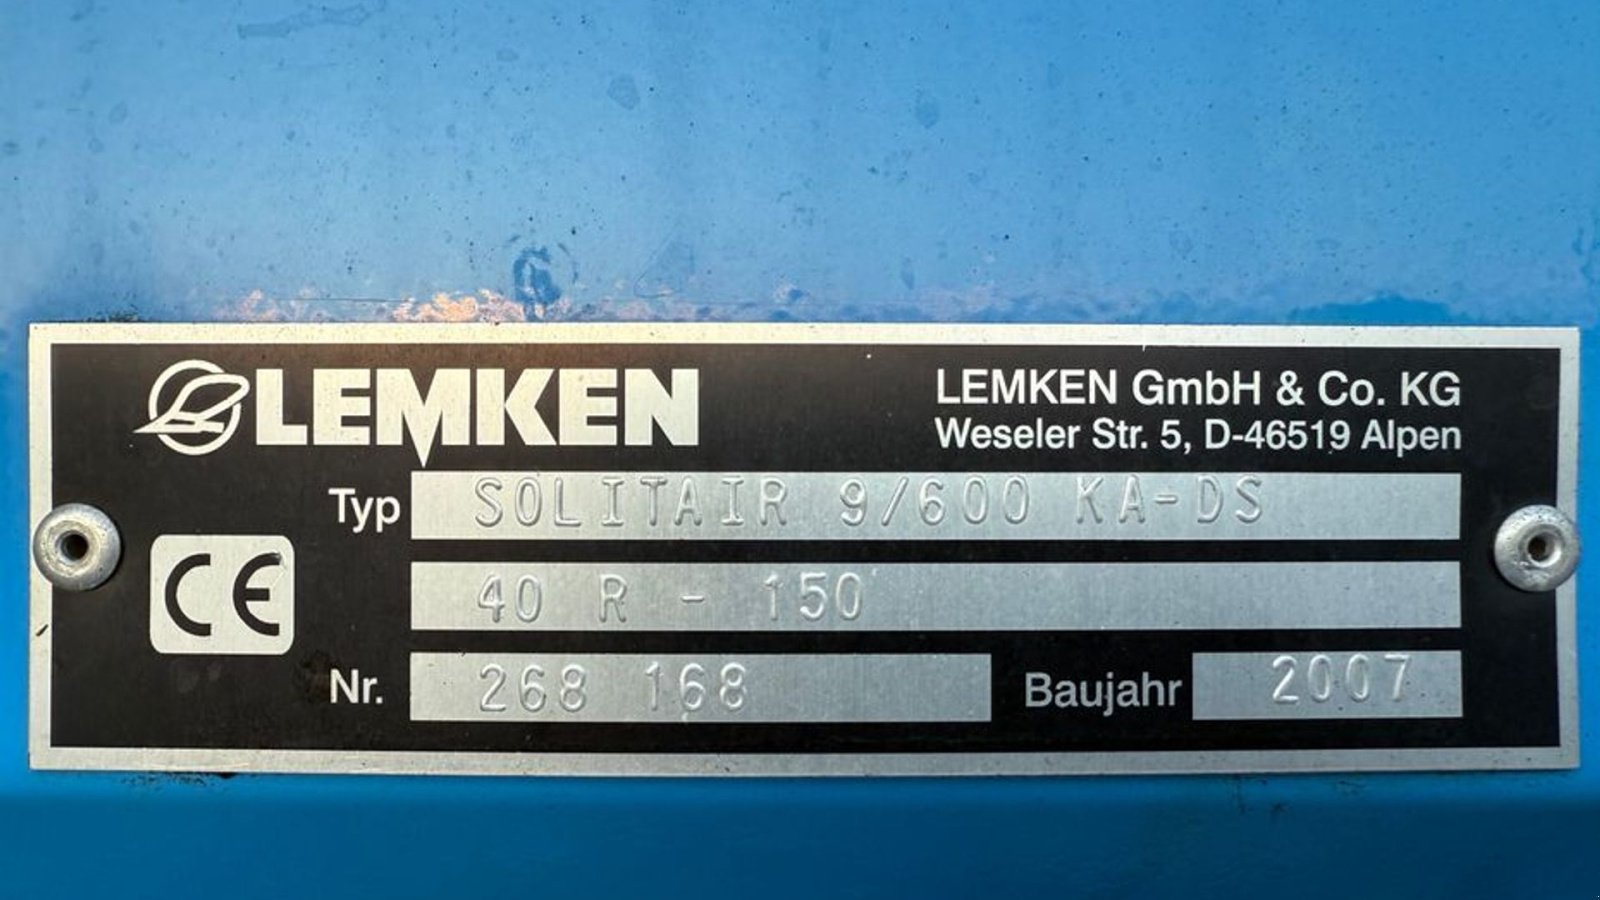 LEMKEN
LEMKEN GmbH & Co. KG
Weseler Str. 5, D-46519 Alpen
Typ SOLITAIR 9/600 KA-DS
CE
40 R - 150
Nr. 268 168 Baujahr 2007